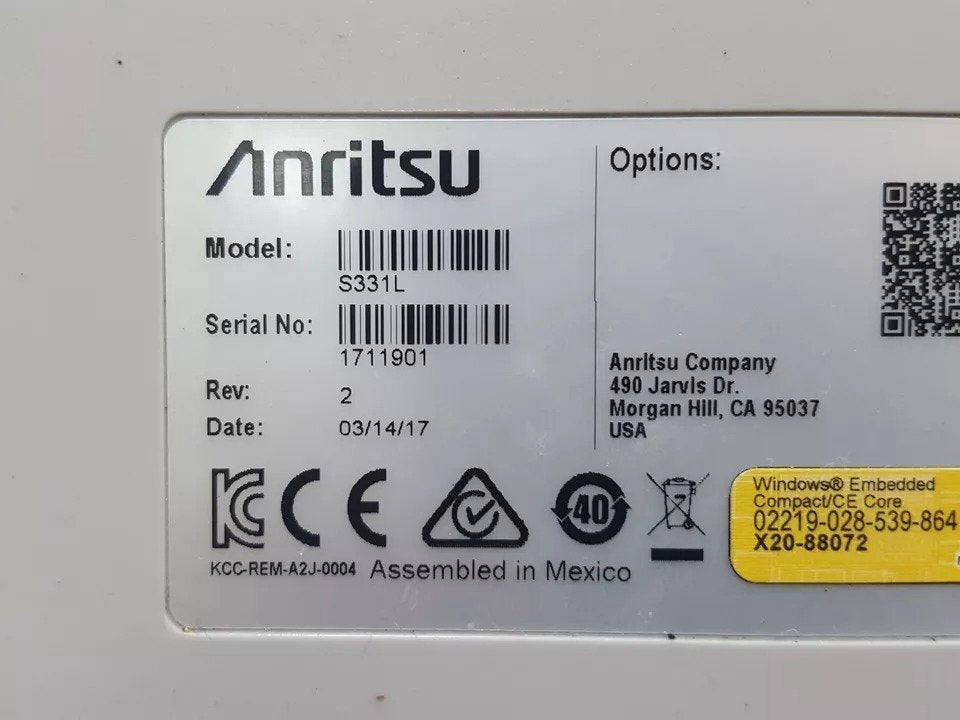 Anritsu
Model:
S331L
Serial No:
1711901
Rev: 2
Date: 03/14/17
Options:
Anritsu Company
490 Jarvis Dr.
Morgan Hill, CA 95037
USA
KC CE 40
KCC-REM-A2J-0004 Assembled in Mexico
Windows® Embedded
Compact/CE Core
02219-028-539-864
X20-88072